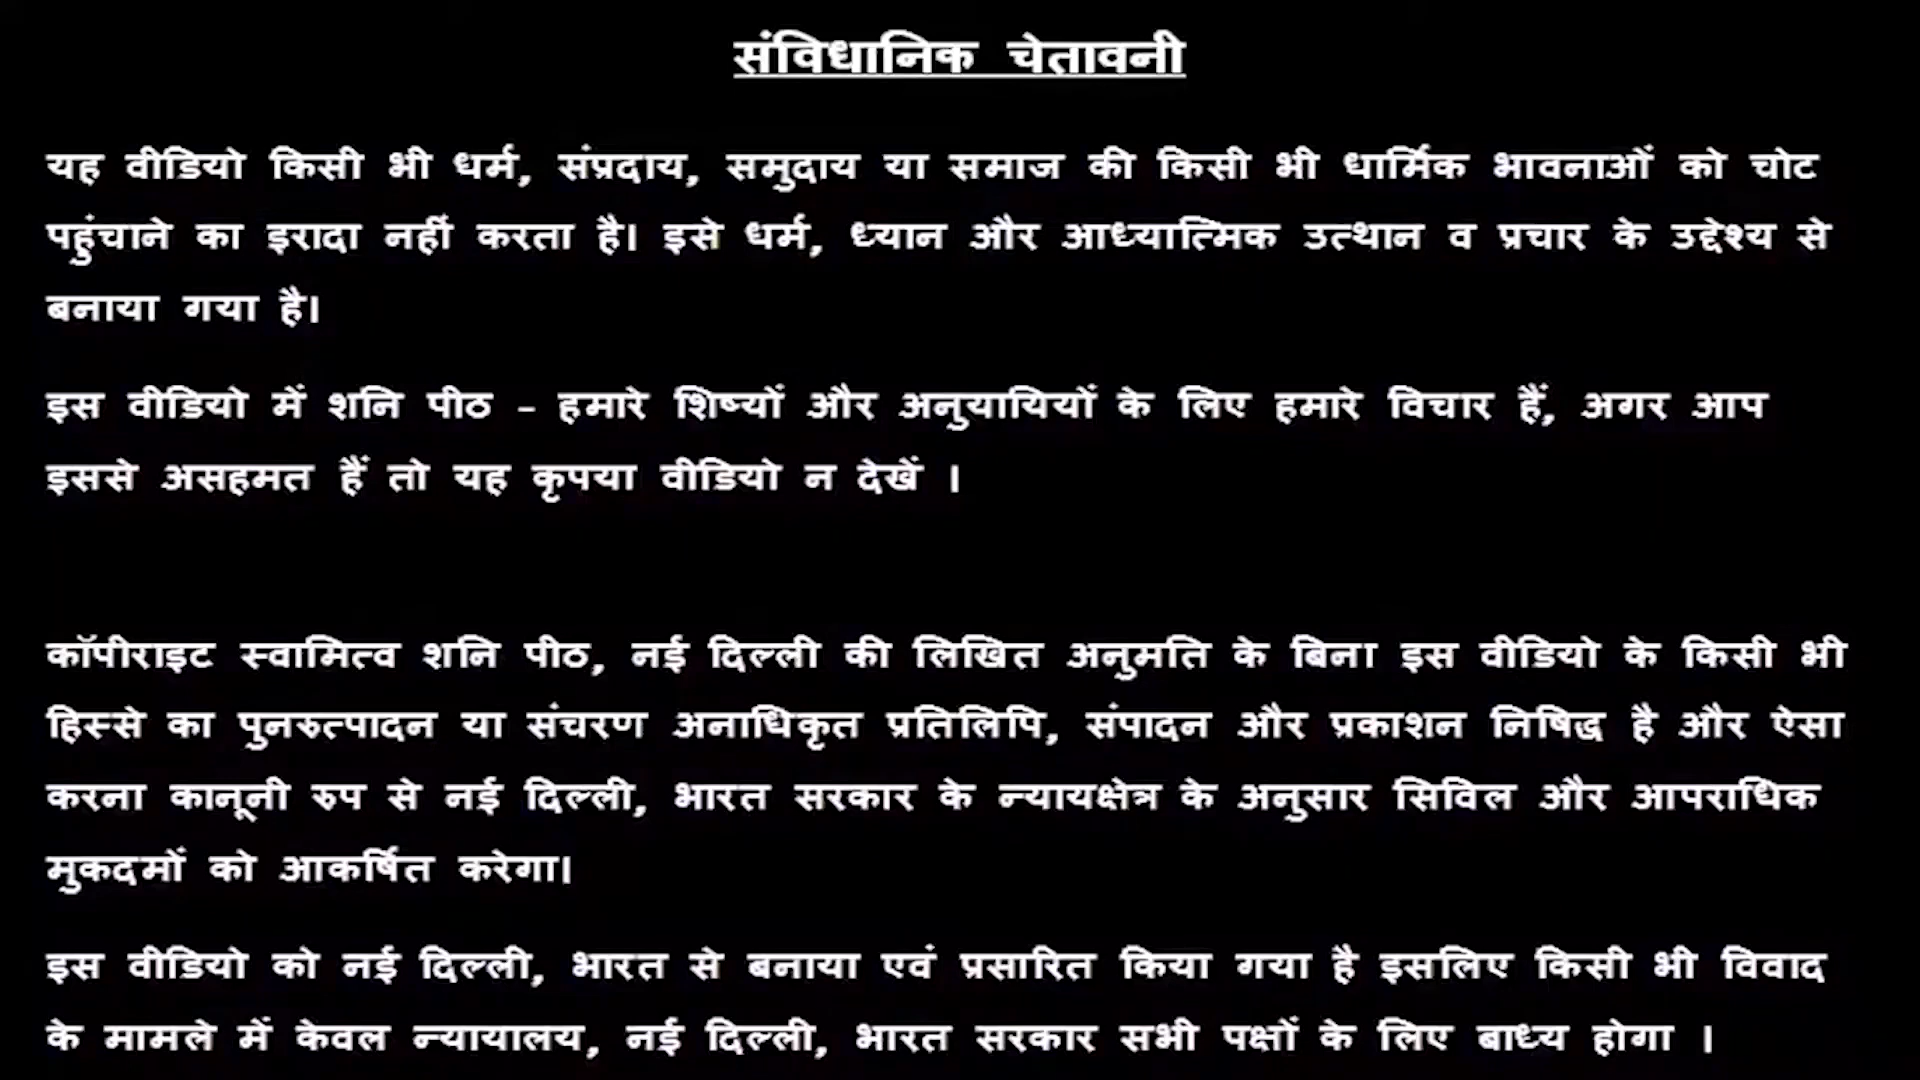 संविधानिक चेतावनी
यह वीडियो किसी भी धर्म, संप्रदाय, समुदाय या समाज की किसी भी धार्मिक भावनाओं को चोट
पहुंचाने का इरादा नहीं करता है। इसे धर्म, ध्यान और आध्यात्मिक उत्थान व प्रचार के उद्देश्य से
बनाया गया है।
इस वीडियो में शनि पीठ – हमारे शिष्यों और अनुयायियों के लिए हमारे विचार हैं, अगर आप
इससे असहमत हैं तो यह कृपया वीडियो न देखें ।
कॉपीराइट स्वामित्व शनि पीठ, नई दिल्ली की लिखित अनुमति के बिना इस वीडियो के किसी भी
हिस्से का पुनरुत्पादन या संचरण अनाधिकृत प्रतिलिपि, संपादन और प्रकाशन निषिद्ध है और ऐसा
करना कानूनी रुप से नई दिल्ली, भारत सरकार के न्यायक्षेत्र के अनुसार सिविल और आपराधिक
मुकदमों को आकर्षित करेगा।
इस वीडियो को नई दिल्ली, भारत से बनाया एवं प्रसारित किया गया है इसलिए किसी भी विवाद
के मामले में केवल न्यायालय, नई दिल्ली, भारत सरकार सभी पक्षों के लिए बाध्य होगा ।